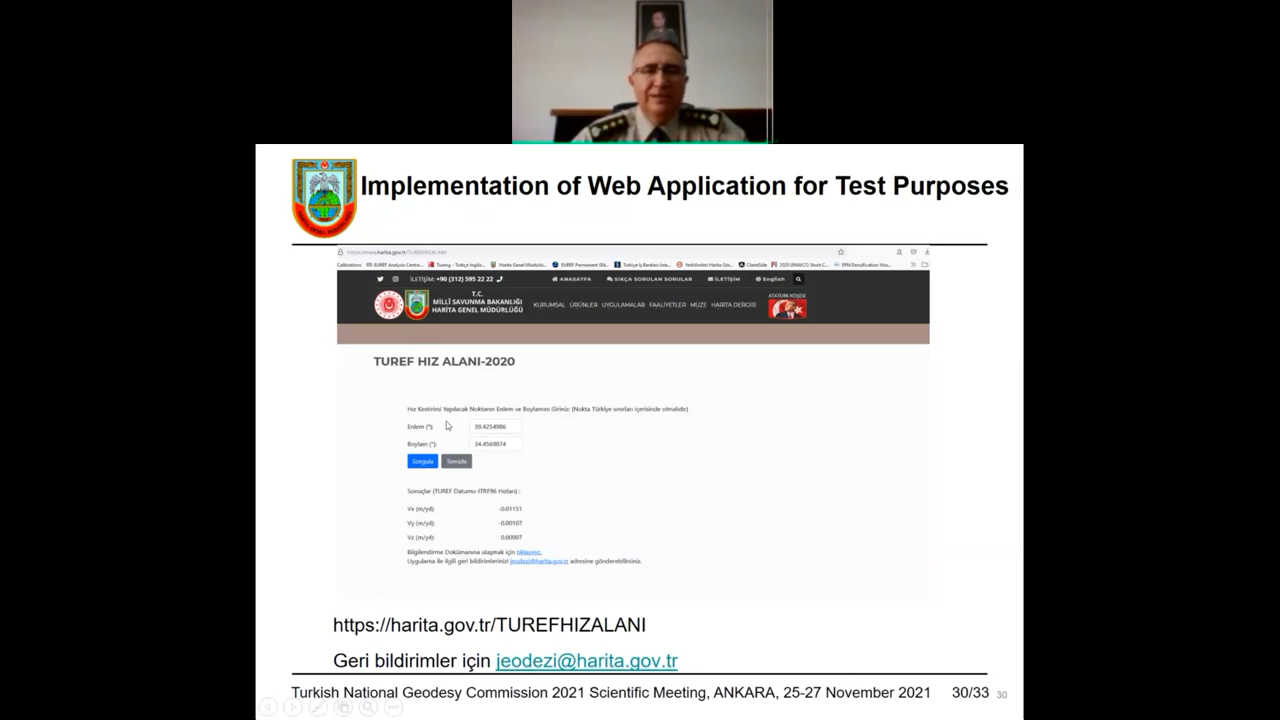 Implementation of Web Application for Test Purposes
İLETİŞİM: +90 (312) 595 22 22
ANASAYFA
SIKÇA SORULAN SORULAR
İLETİŞİM
English
T.C.
MİLLİ SAVUNMA BAKANLIĞI
HARİTA GENEL MÜDÜRLÜĞÜ
KURUMSAL ÜRÜNLER UYGULAMALAR FAALİYETLER MÜZE HARİTA DERGİSİ
ATATÜRK KÖŞESİ
TUREF HIZ ALANI-2020
Hız Kestirimi Yapılacak Noktanın Enlem ve Boylamını Giriniz: (Nokta Türkiye sınırları içerisinde olmalıdır)
Enlem (°): 39.4254986
Boylam (°): 34.4569874
Sorgula Temizle
Sonuçlar (TUREF Datumu-ITRF96 Hızları) :
Vx (m/yıl): -0.01151
Vy (m/yıl): -0.00107
Vz (m/yıl): 0.00907
Bilgilendirme Dokümanına ulaşmak için tıklayınız.
Uygulama ile ilgili geri bildirimlerinizi jeodezi@harita.gov.tr adresine gönderebilirsiniz.
https://harita.gov.tr/TUREFHIZALANI
Geri bildirimler için jeodezi@harita.gov.tr
Turkish National Geodesy Commission 2021 Scientific Meeting, ANKARA, 25-27 November 2021 30/33 30